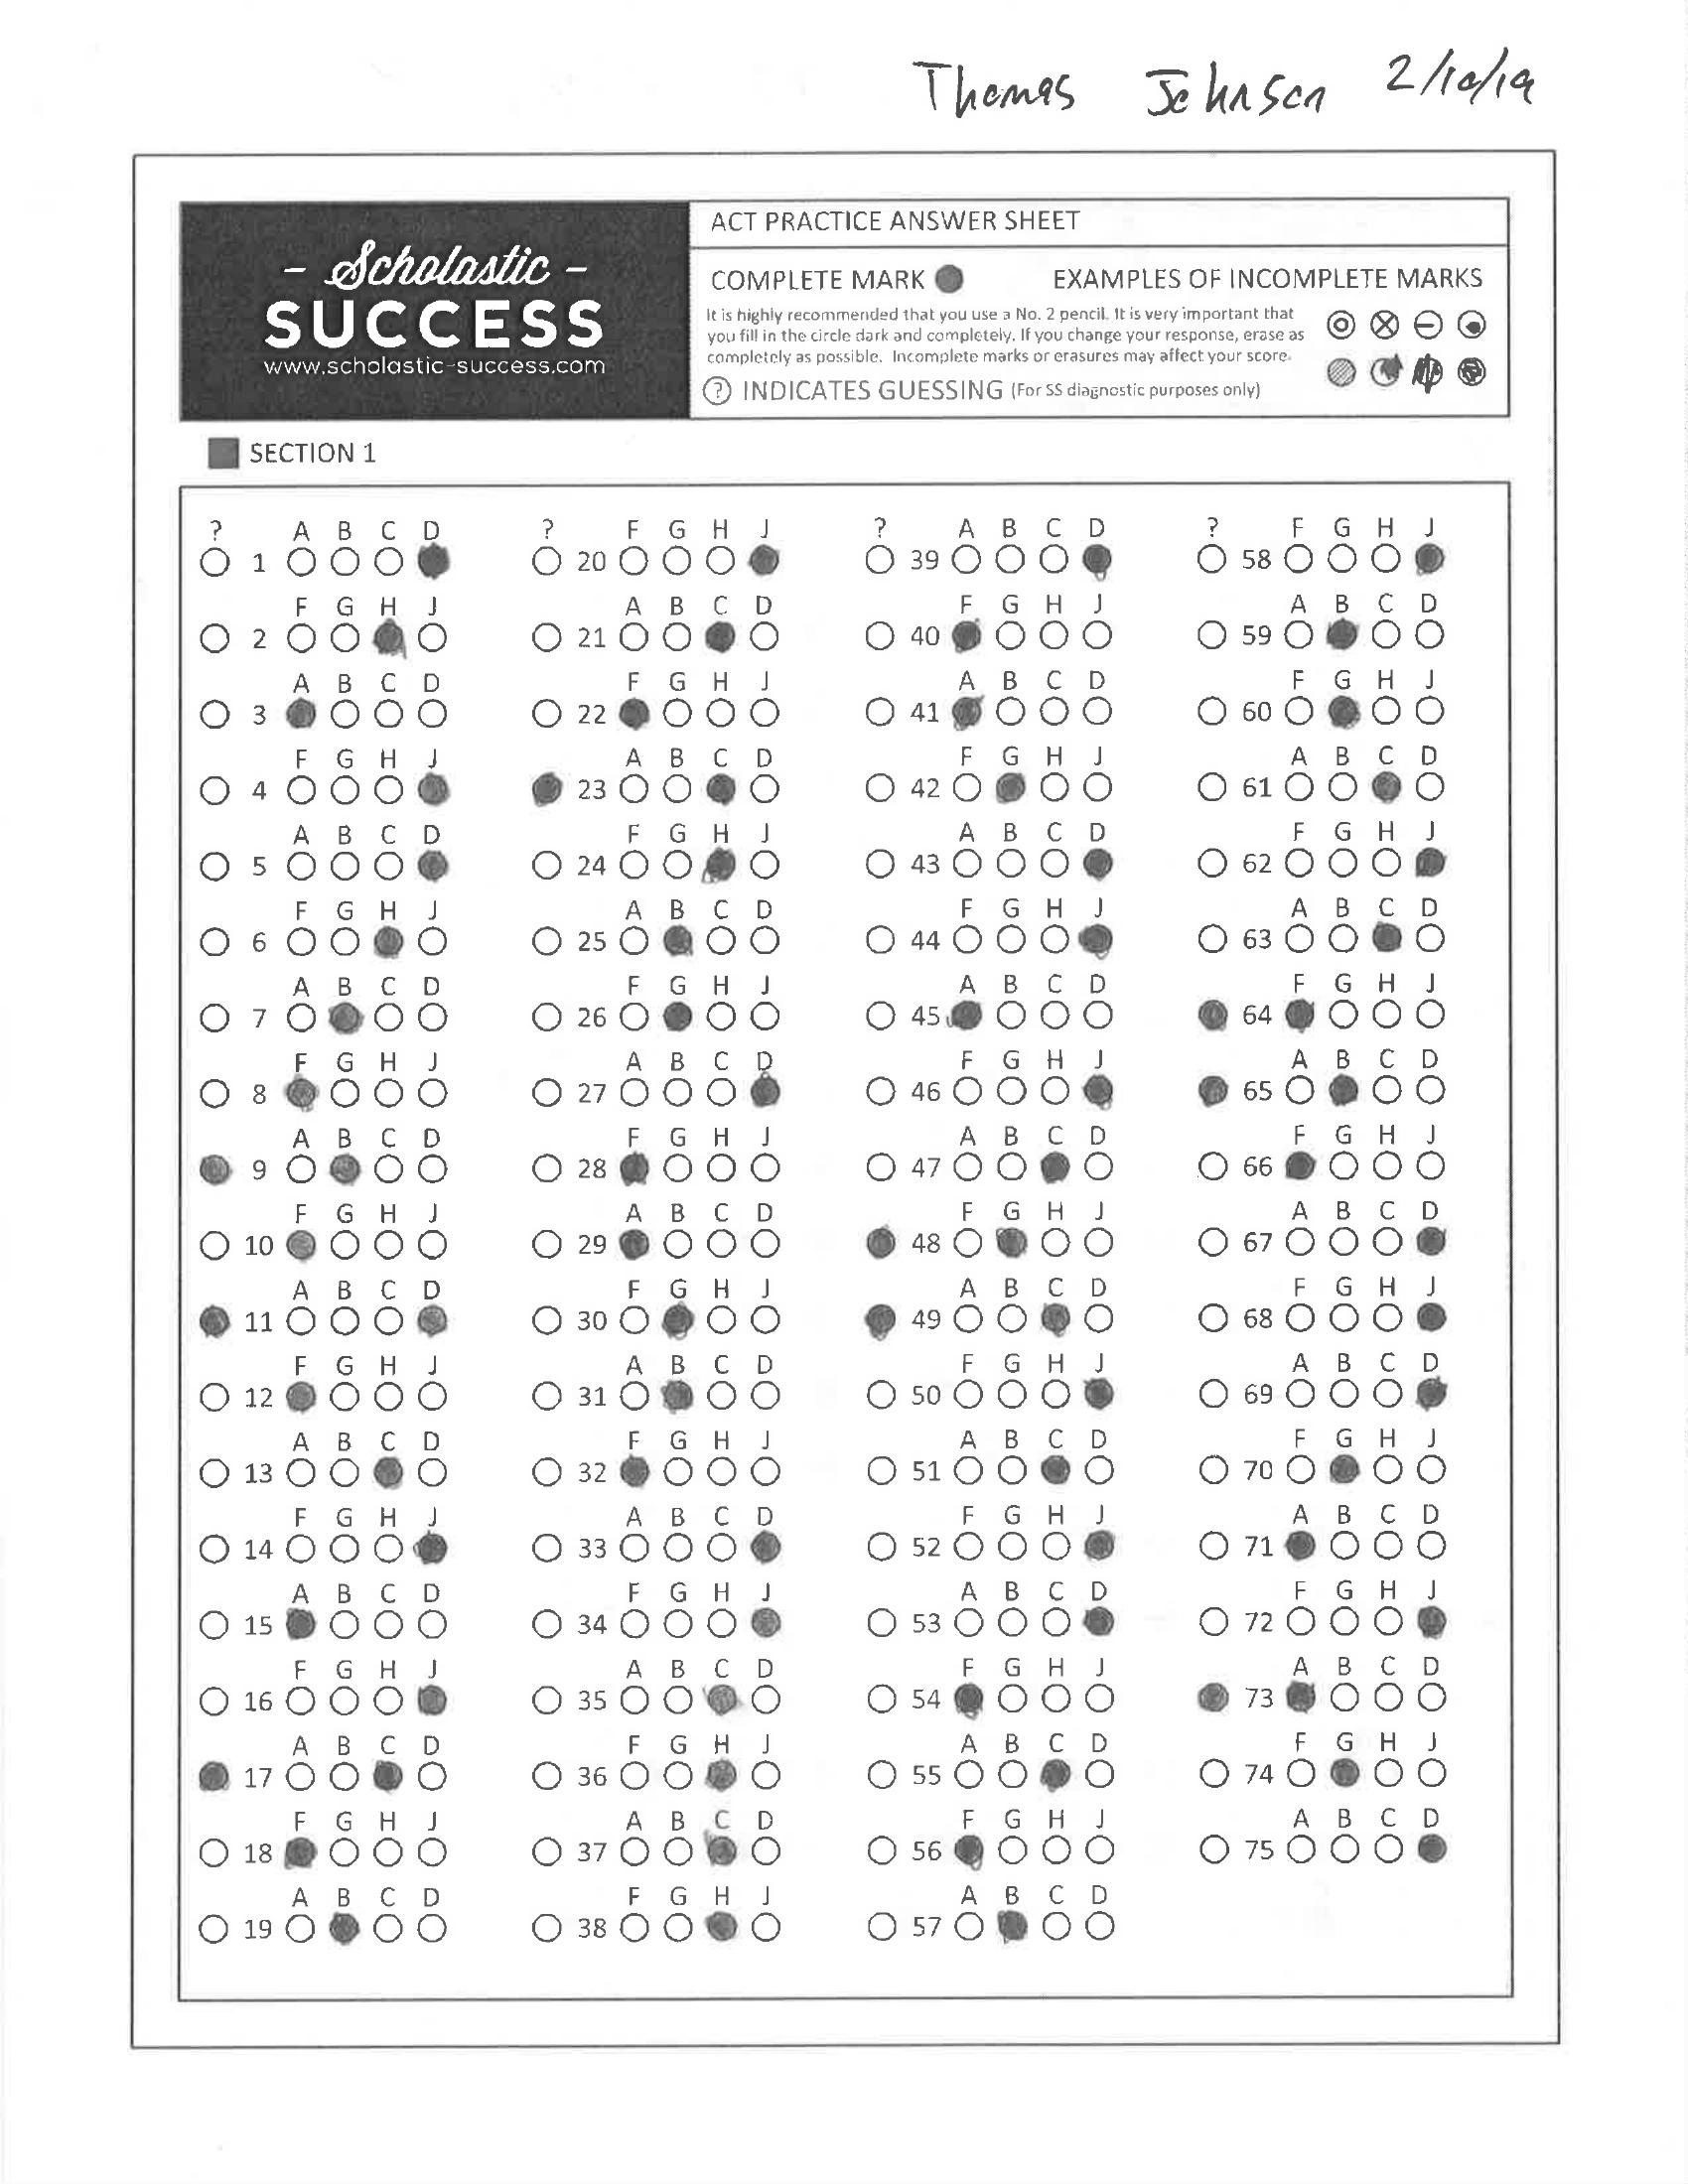 Thomas Johnson 2/10/19
- Scholastic -
SUCCESS
www.scholastic-success.com
ACT PRACTICE ANSWER SHEET
COMPLETE MARK EXAMPLES OF INCOMPLETE MARKS
It is highly recommended that you use a No. 2 pencil. It is very important that
you fill in the circle dark and completely. If you change your response, erase as
completely as possible. Incomplete marks or erasures may affect your score.
? INDICATES GUESSING (For SS diagnostic purposes only)
SECTION 1
? A B C D
1
F G H J
2
A B C D
3
F G H J
4
A B C D
5
F G H J
6
A B C D
7
F G H J
8
A B C D
9
F G H J
10
A B C D
11
F G H J
12
A B C D
13
F G H J
14
A B C D
15
F G H J
16
A B C D
17
F G H J
18
A B C D
19
? F G H J
20
A B C D
21
F G H J
22
A B C D
23
F G H J
24
A B C D
25
F G H J
26
A B C D
27
F G H J
28
A B C D
29
F G H J
30
A B C D
31
F G H J
32
A B C D
33
F G H J
34
A B C D
35
F G H J
36
A B C D
37
F G H J
38
? A B C D
39
F G H J
40
A B C D
41
F G H J
42
A B C D
43
F G H J
44
A B C D
45
F G H J
46
A B C D
47
F G H J
48
A B C D
49
F G H J
50
A B C D
51
F G H J
52
A B C D
53
F G H J
54
A B C D
55
F G H J
56
A B C D
57
? F G H J
58
A B C D
59
F G H J
60
A B C D
61
F G H J
62
A B C D
63
F G H J
64
A B C D
65
F G H J
66
A B C D
67
F G H J
68
A B C D
69
F G H J
70
A B C D
71
F G H J
72
A B C D
73
F G H J
74
A B C D
75